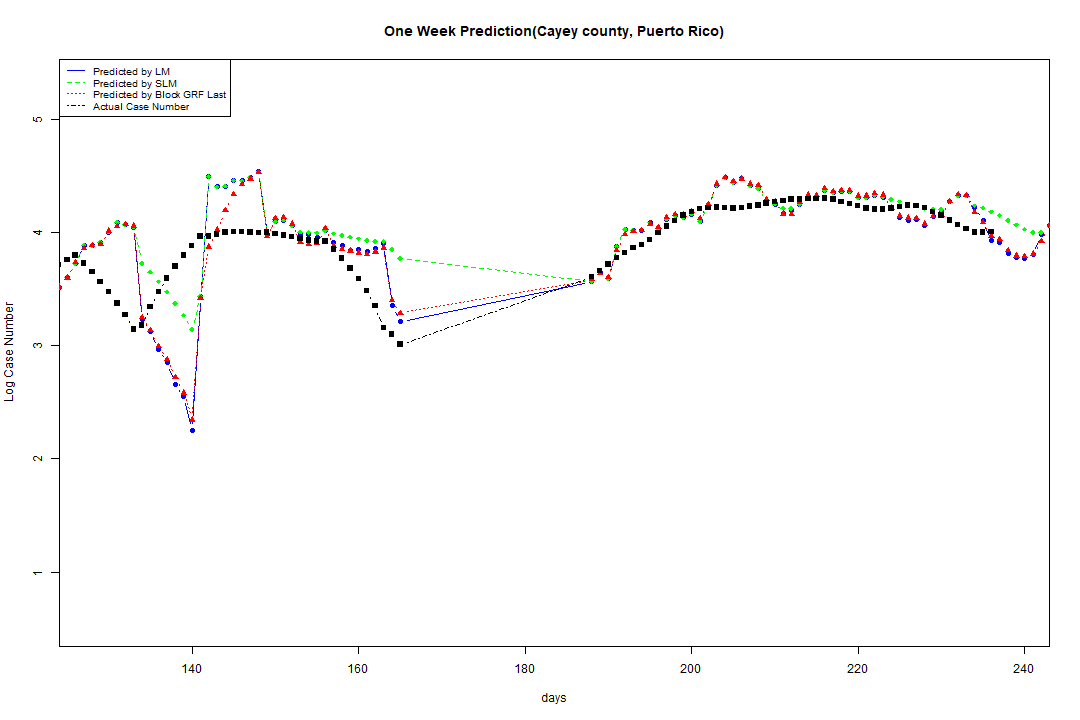 One Week Prediction(Cayey county, Puerto Rico)
Predicted by LM
Predicted by SLM
Predicted by Block GRF Last
Actual Case Number
Log Case Number
5
4
3
2
1
140 160 180 200 220 240
days